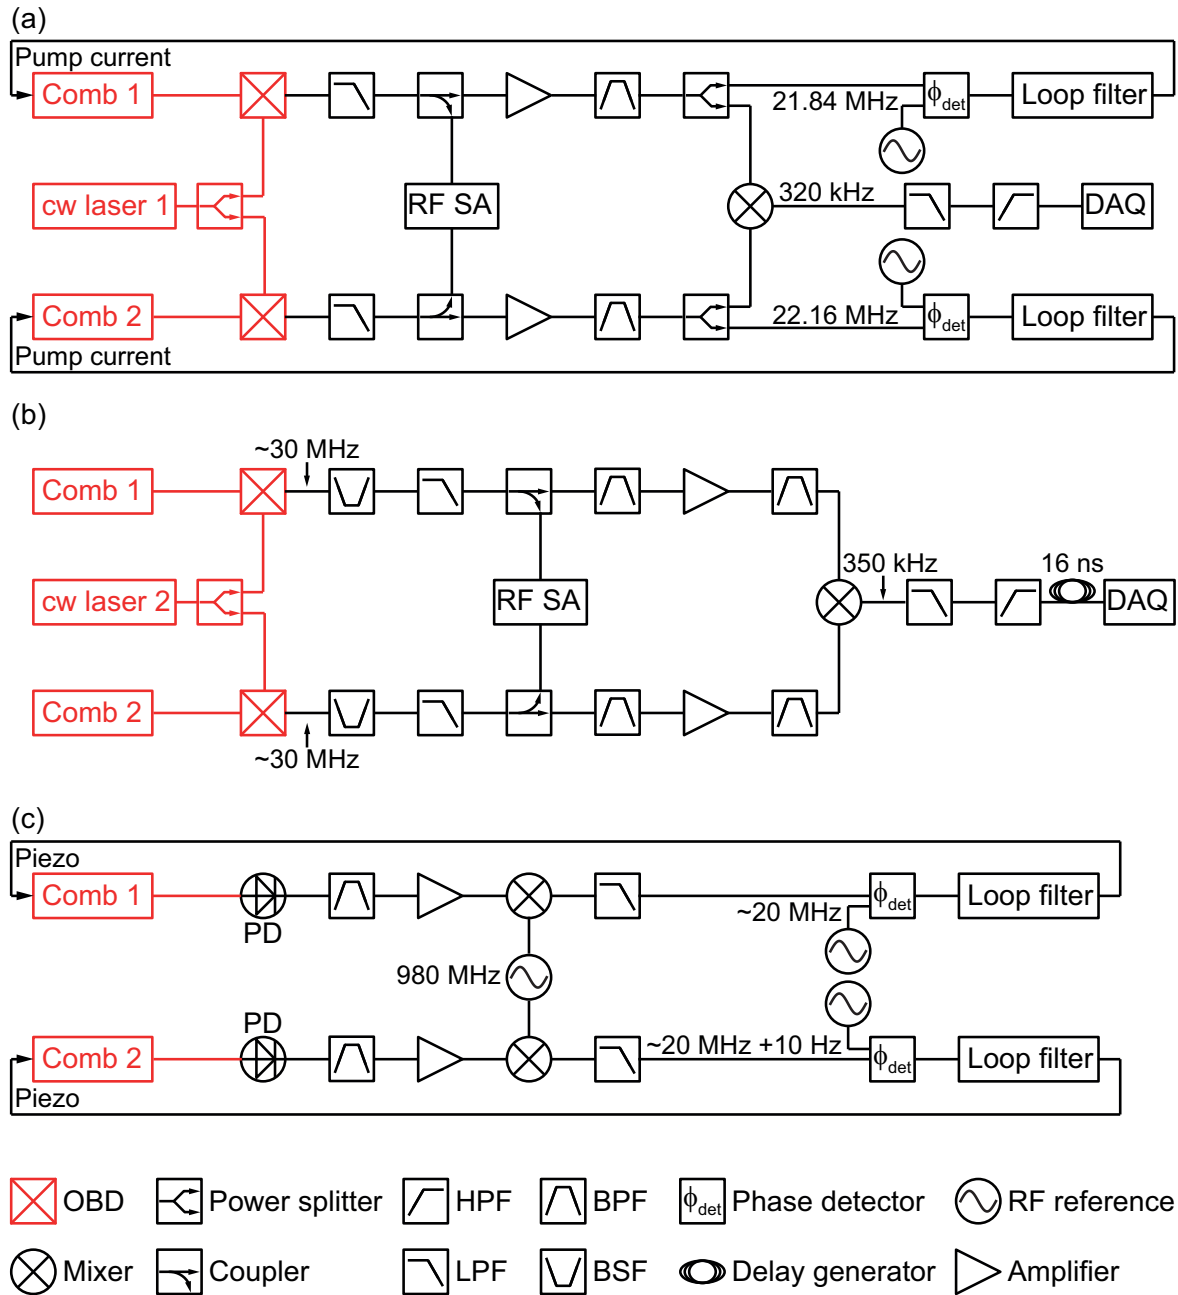 (a)
Pump current
Comb 1
21.84 MHz
ϕdet
Loop filter
cw laser 1
RF SA
320 kHz
DAQ
Comb 2
22.16 MHz
ϕdet
Loop filter
Pump current
(b)
~30 MHz
Comb 1
350 kHz
16 ns
cw laser 2
RF SA
DAQ
Comb 2
~30 MHz
(c)
Piezo
Comb 1
PD
~20 MHz
ϕdet
Loop filter
980 MHz
PD
Comb 2
~20 MHz +10 Hz
ϕdet
Loop filter
Piezo
OBD
Power splitter
HPF
BPF
ϕdet
Phase detector
RF reference
Mixer
Coupler
LPF
BSF
Delay generator
Amplifier